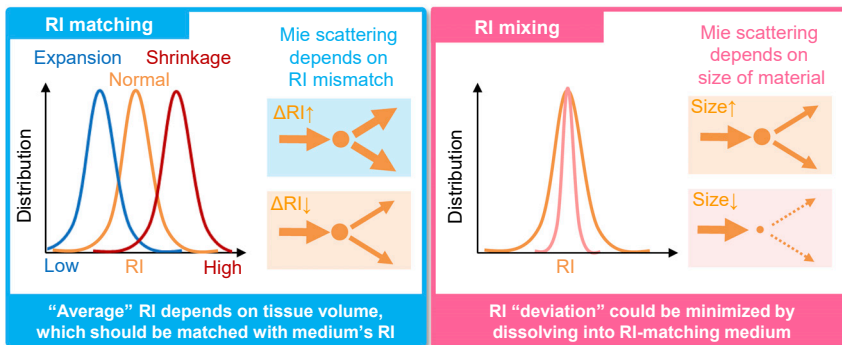 RI matching
Expansion
Shrinkage
Normal
Distribution
Low
RI
High
Mie scattering
depends on
RI mismatch
ΔRI↑
ΔRI↓
“Average” RI depends on tissue volume,
which should be matched with medium’s RI
RI mixing
Distribution
RI
Mie scattering
depends on
size of material
Size↑
Size↓
RI “deviation” could be minimized by
dissolving into RI-matching medium